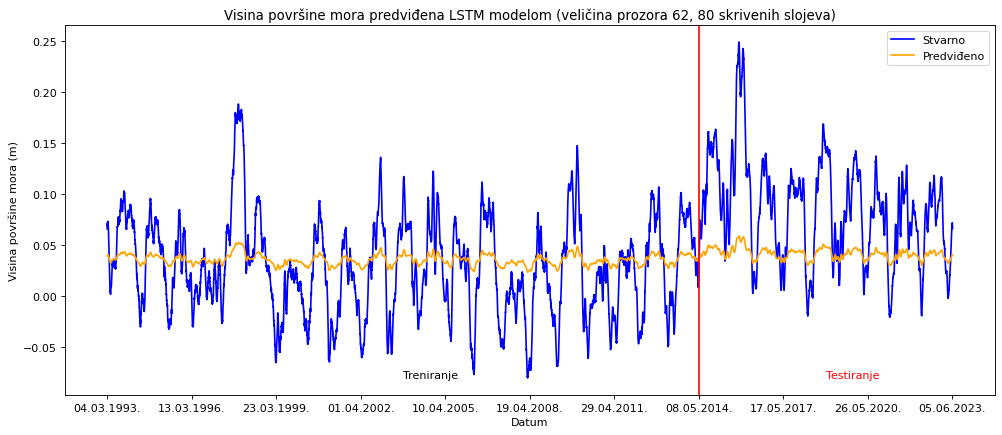 Visina površine mora predviđena LSTM modelom (veličina prozora 62, 80 skrivenih slojeva)
Stvarno
Predviđeno
Visina površine mora (m)
0.25
0.20
0.15
0.10
0.05
0.00
−0.05
Treniranje
Testiranje
04.03.1993. 13.03.1996. 23.03.1999. 01.04.2002. 10.04.2005. 19.04.2008. 29.04.2011. 08.05.2014. 17.05.2017. 26.05.2020. 05.06.2023.
Datum